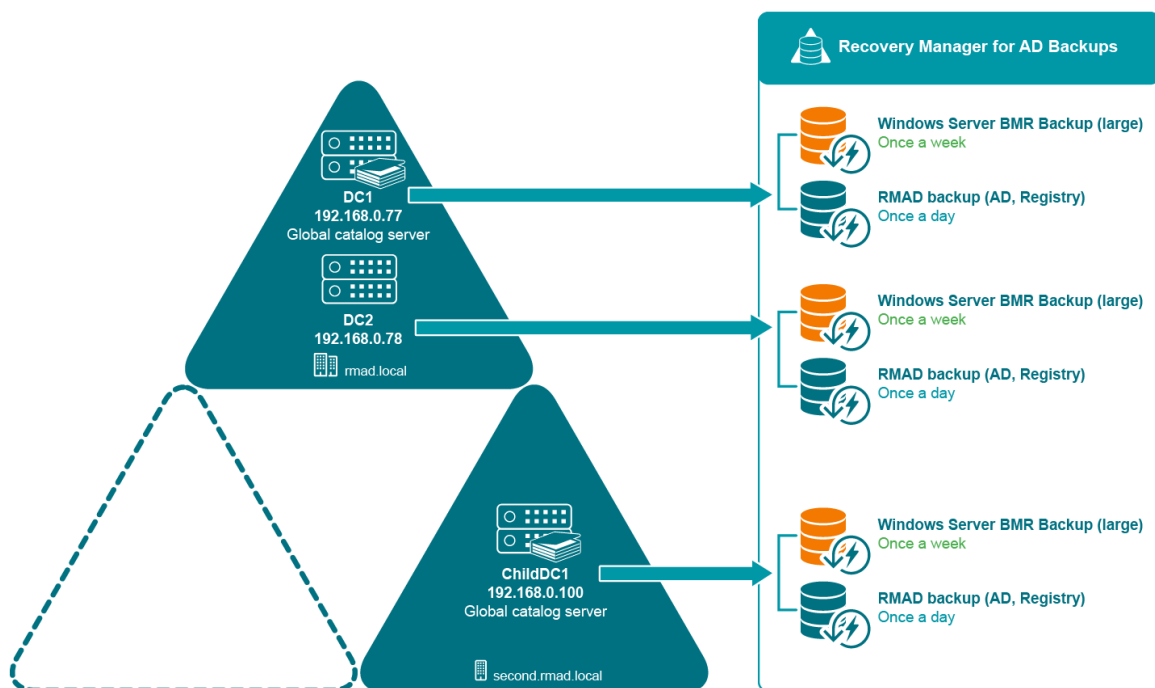 Recovery Manager for AD Backups
DC1
192.168.0.77
Global catalog server
DC2
192.168.0.78
rmad.local
ChildDC1
192.168.0.100
Global catalog server
second.rmad.local
Windows Server BMR Backup (large)
Once a week
RMAD backup (AD, Registry)
Once a day
Windows Server BMR Backup (large)
Once a week
RMAD backup (AD, Registry)
Once a day
Windows Server BMR Backup (large)
Once a week
RMAD backup (AD, Registry)
Once a day